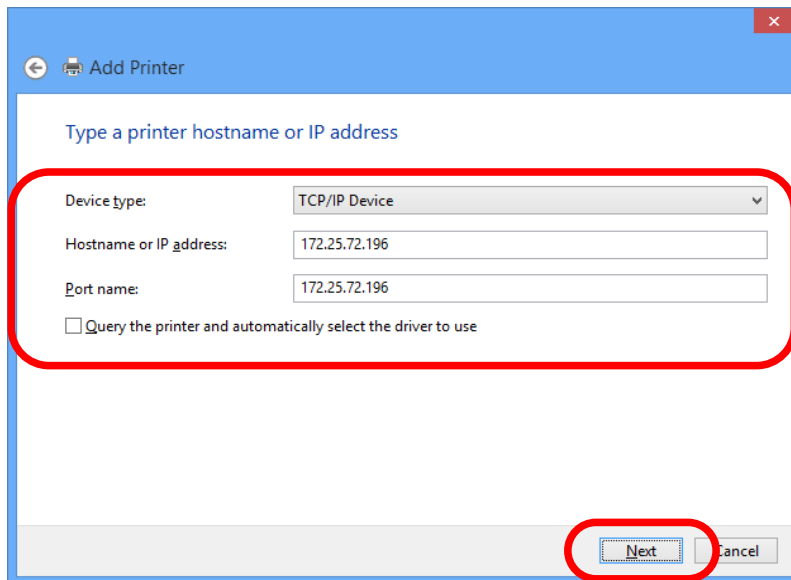 Add Printer
Type a printer hostname or IP address
Device type: TCP/IP Device
Hostname or IP address: 172.25.72.196
Port name: 172.25.72.196
Query the printer and automatically select the driver to use
Next Cancel